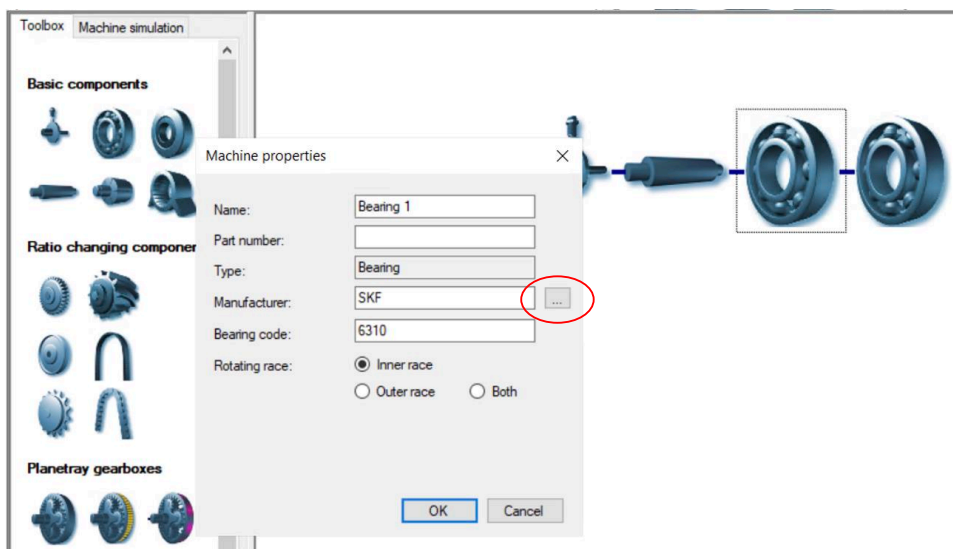 Toolbox
Machine simulation
Basic components
Ratio changing componen
Planetray gearboxes
Machine properties
Name:
Bearing 1
Part number:
Type:
Bearing
Manufacturer:
SKF
...
Bearing code:
6310
Rotating race:
Inner race
Outer race
Both
OK
Cancel